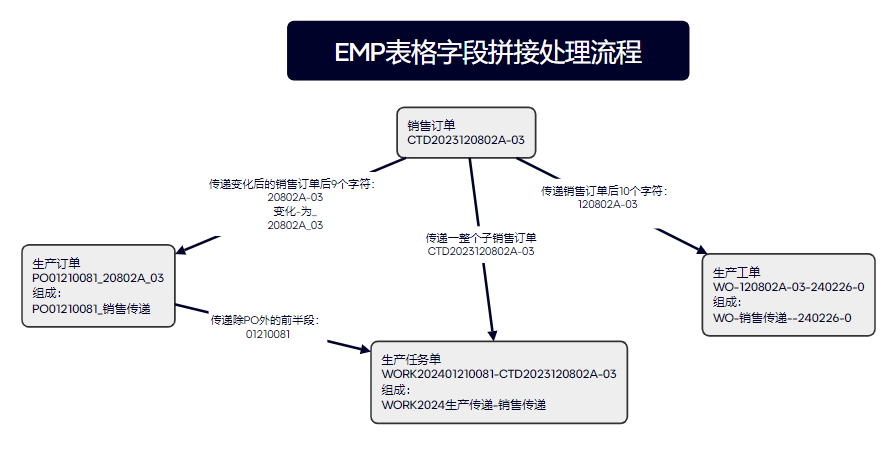 EMP表格字段拼接处理流程
销售订单
CTD2023120802A-03
传递变化后的销售订单后9个字符：
20802A-03
变化-为_
20802A_03
传递销售订单后10个字符：
120802A-03
传递一整个子销售订单
CTD2023120802A-03
生产订单
PO01210081_20802A_03
组成：
PO01210081_销售传递
生产工单
WO-120802A-03-240226-0
组成：
WO-销售传递--240226-0
传递除PO外的前半段：
01210081
生产任务单
WORK202401210081-CTD2023120802A-03
组成：
WORK2024生产传递-销售传递